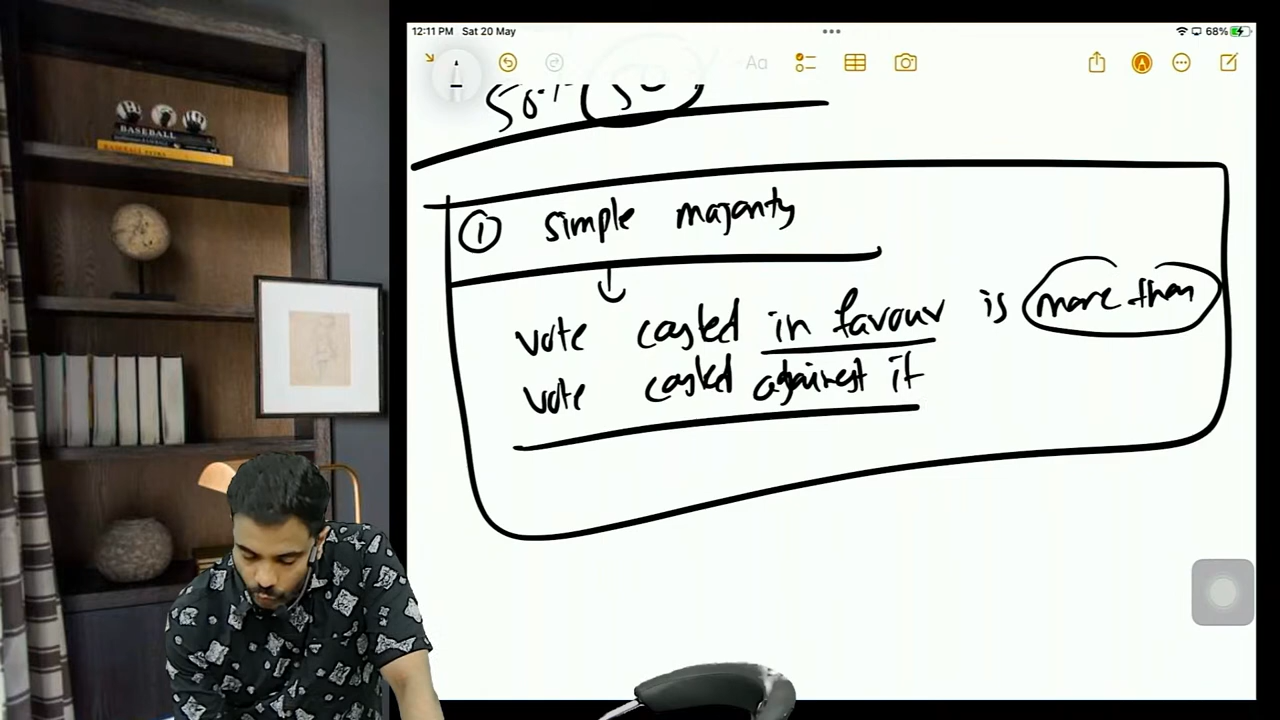 12:11 PM Sat 20 May
68%
Aa
① simple majority
vote casted in favour is more than
vote casted against it
BASEBALL